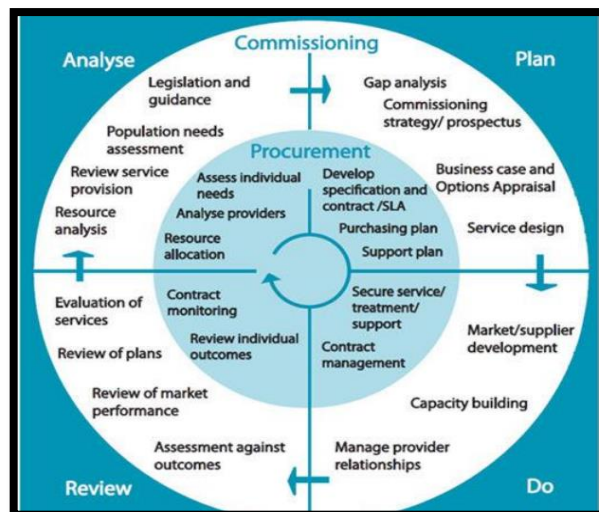 Commissioning
Analyse
Plan
Legislation and
guidance
Population needs
assessment
Review service
provision
Resource
analysis
Gap analysis
Commissioning
strategy/ prospectus
Business case and
Options Appraisal
Service design
Procurement
Assess individual
needs
Analyse providers
Resource
allocation
Develop
specification and
contract /SLA
Purchasing plan
Support plan
Contract
monitoring
Review individual
outcomes
Secure service/
treatment/
support
Contract
management
Evaluation of
services
Review of plans
Review of market
performance
Assessment against
outcomes
Market/supplier
development
Capacity building
Manage provider
relationships
Review
Do